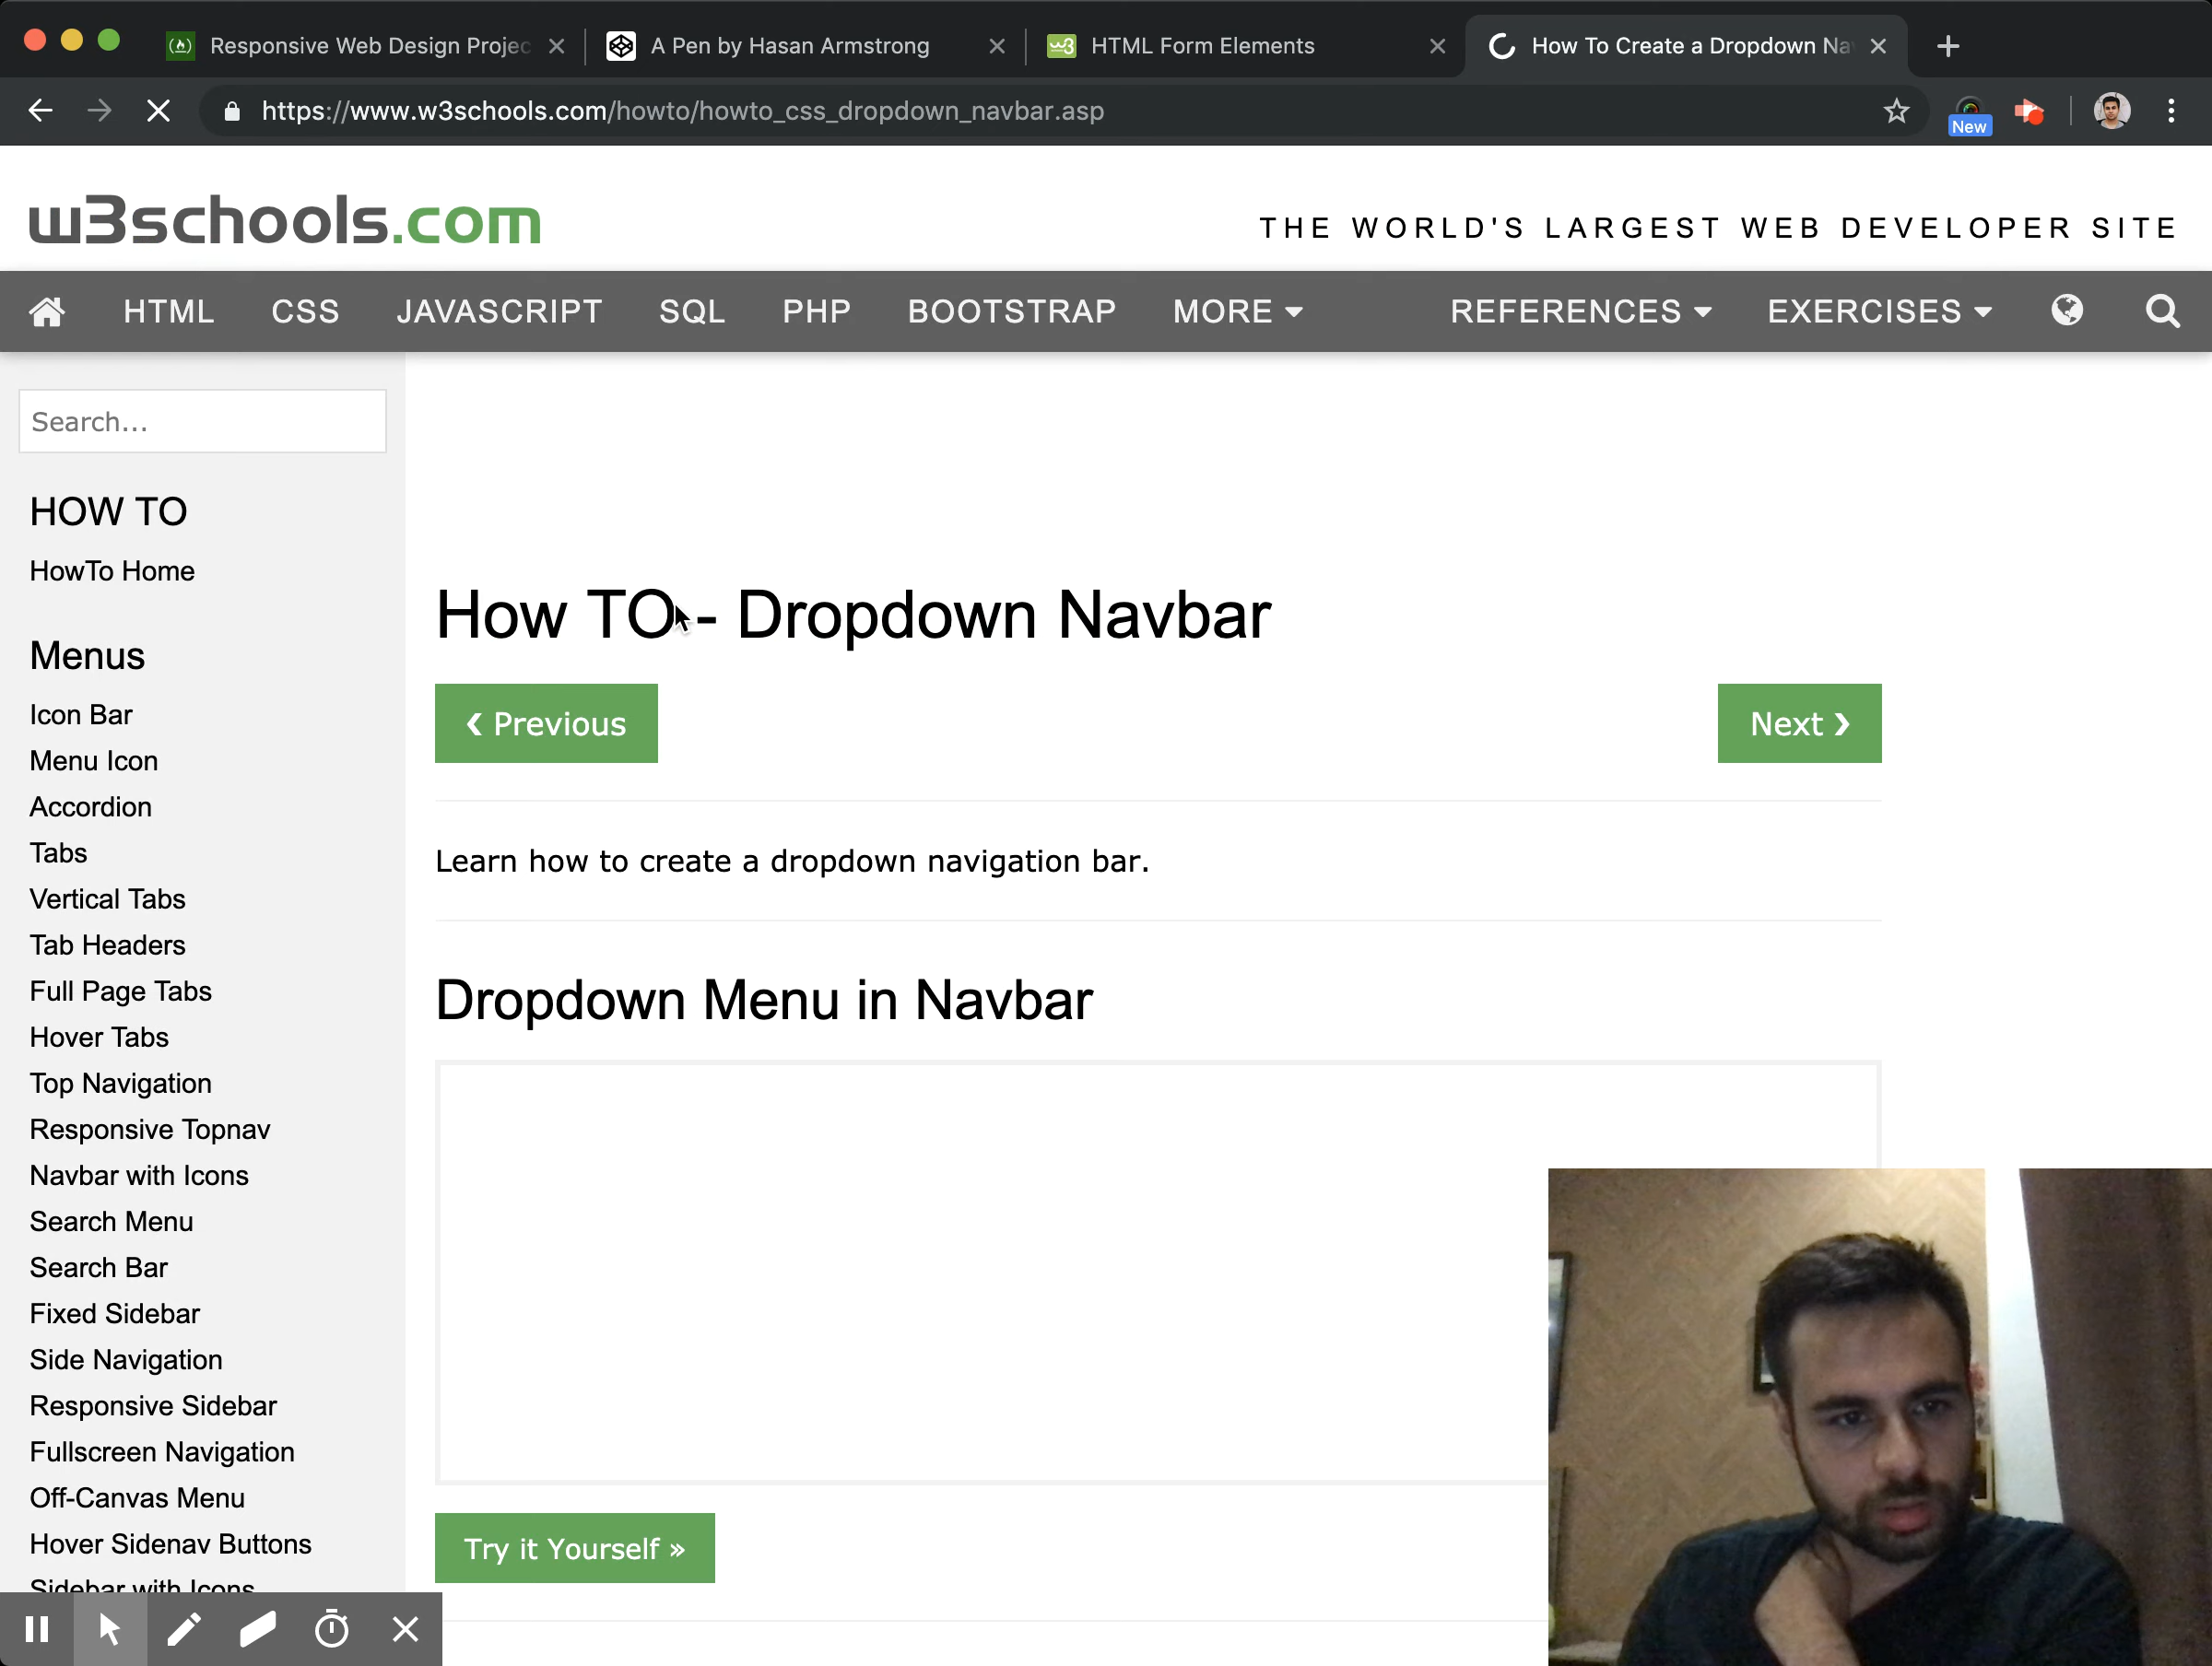 Responsive Web Design Projec
A Pen by Hasan Armstrong
HTML Form Elements
How To Create a Dropdown Na
https://www.w3schools.com/howto/howto_css_dropdown_navbar.asp
New
w3schools.com
THE WORLD'S LARGEST WEB DEVELOPER SITE
HTML CSS JAVASCRIPT SQL PHP BOOTSTRAP MORE REFERENCES EXERCISES
Search...
HOW TO
HowTo Home
Menus
Icon Bar
Menu Icon
Accordion
Tabs
Vertical Tabs
Tab Headers
Full Page Tabs
Hover Tabs
Top Navigation
Responsive Topnav
Navbar with Icons
Search Menu
Search Bar
Fixed Sidebar
Side Navigation
Responsive Sidebar
Fullscreen Navigation
Off-Canvas Menu
Hover Sidenav Buttons
Sidebar with Icons
How TO - Dropdown Navbar
❮ Previous
Next ❯
Learn how to create a dropdown navigation bar.
Dropdown Menu in Navbar
Try it Yourself »